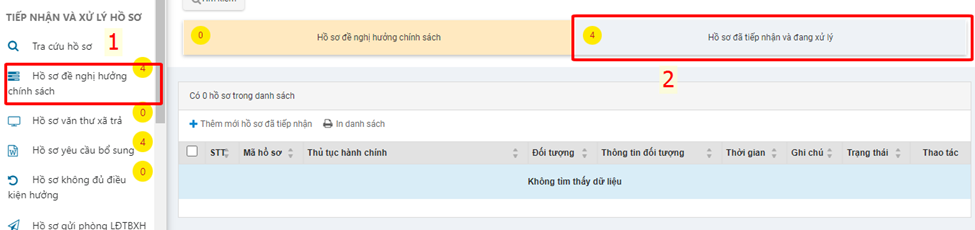 TIẾP NHẬN VÀ XỬ LÝ HỒ SƠ
Tra cứu hồ sơ
1
4
Hồ sơ đề nghị hưởng
chính sách
0
Hồ sơ văn thư xã trả
4
Hồ sơ yêu cầu bổ sung
0
Hồ sơ không đủ điều
kiện hưởng
Hồ sơ gửi phòng LĐTBXH
Tìm kiếm
0 Hồ sơ đề nghị hưởng chính sách
4 Hồ sơ đã tiếp nhận và đang xử lý
2
Có 0 hồ sơ trong danh sách
Thêm mới hồ sơ đã tiếp nhận In danh sách
STT Mã hồ sơ Thủ tục hành chính Đối tượng Thông tin đối tượng Thời gian Ghi chú Trạng thái Thao tác
Không tìm thấy dữ liệu